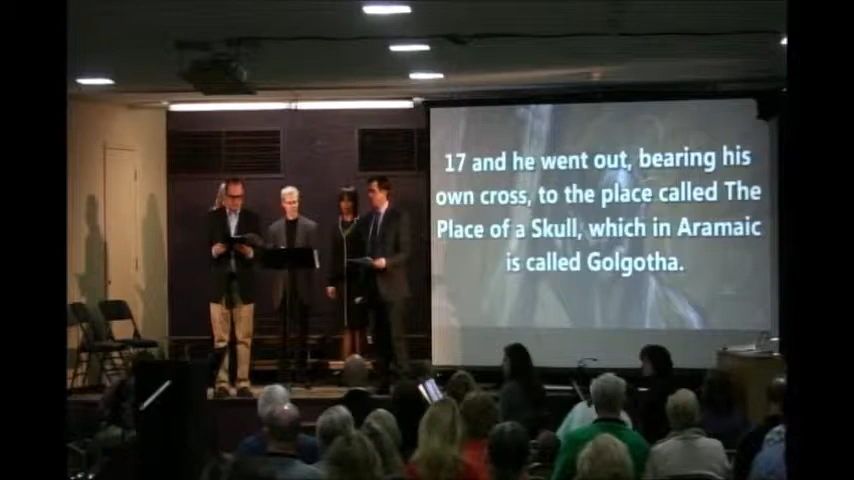 17 and he went out, bearing his
own cross, to the place called The
Place of a Skull, which in Aramaic
is called Golgotha.